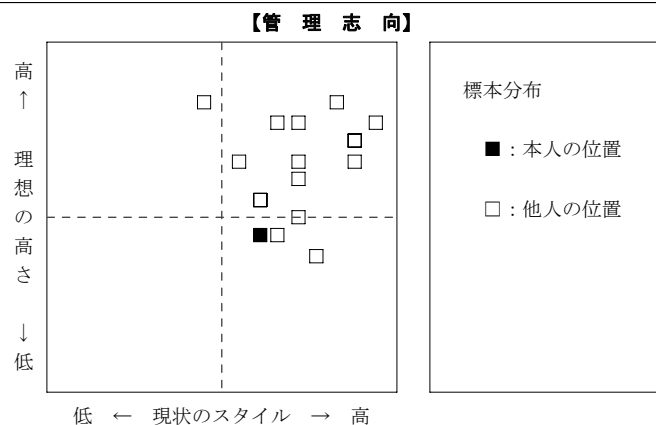 【管 理 志 向】
高
↑
理
想
の
高
さ
↓
低
低 ← 現状のスタイル → 高
標本分布
■：本人の位置
□：他人の位置